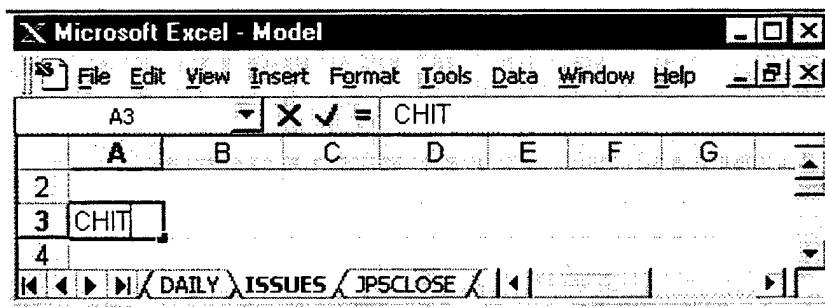 Microsoft Excel - Model
File Edit View Insert Format Tools Data Window Help
A3 = CHIT
A B C D E F G
2
3 CHIT
4
DAILY ISSUES JPSCLOSE